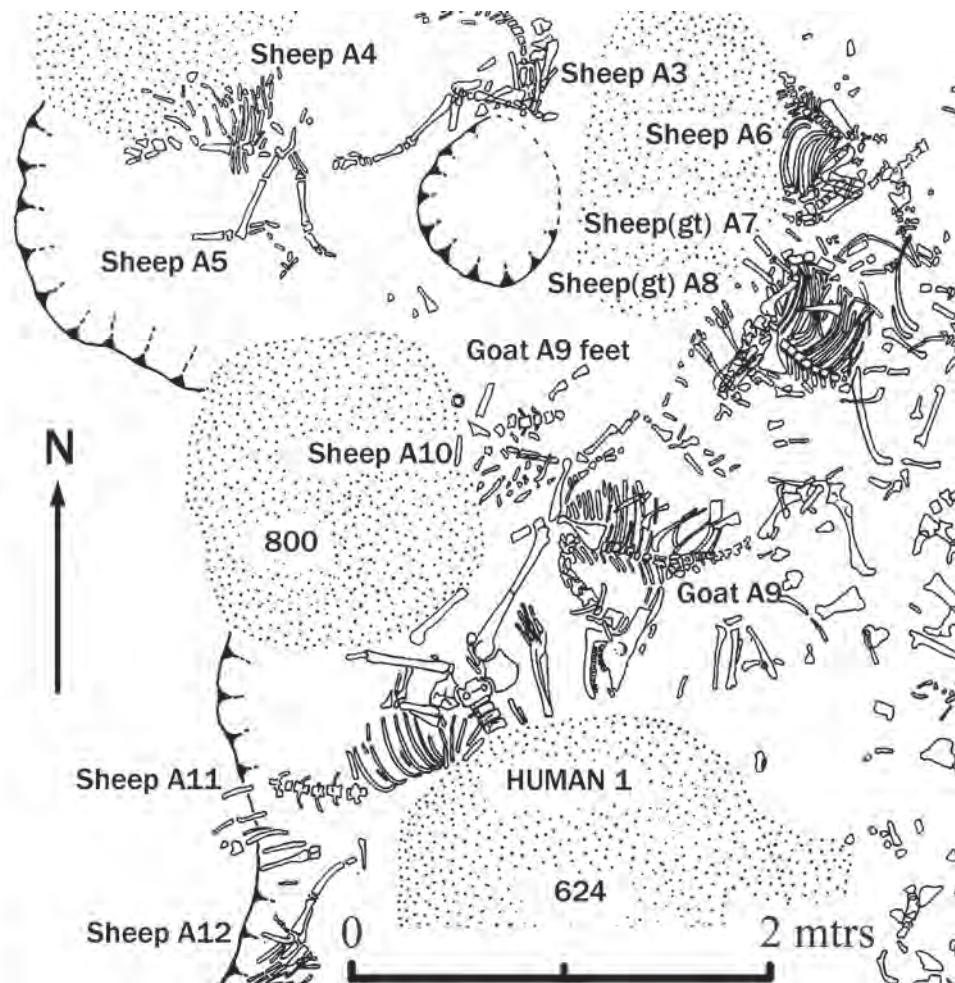 Sheep A4
Sheep A3
Sheep A6
Sheep(gt) A7
Sheep A5
Sheep(gt) A8
Goat A9 feet
N
Sheep A10
800
Goat A9
Sheep A11
HUMAN 1
624
Sheep A12
0
2 mtrs